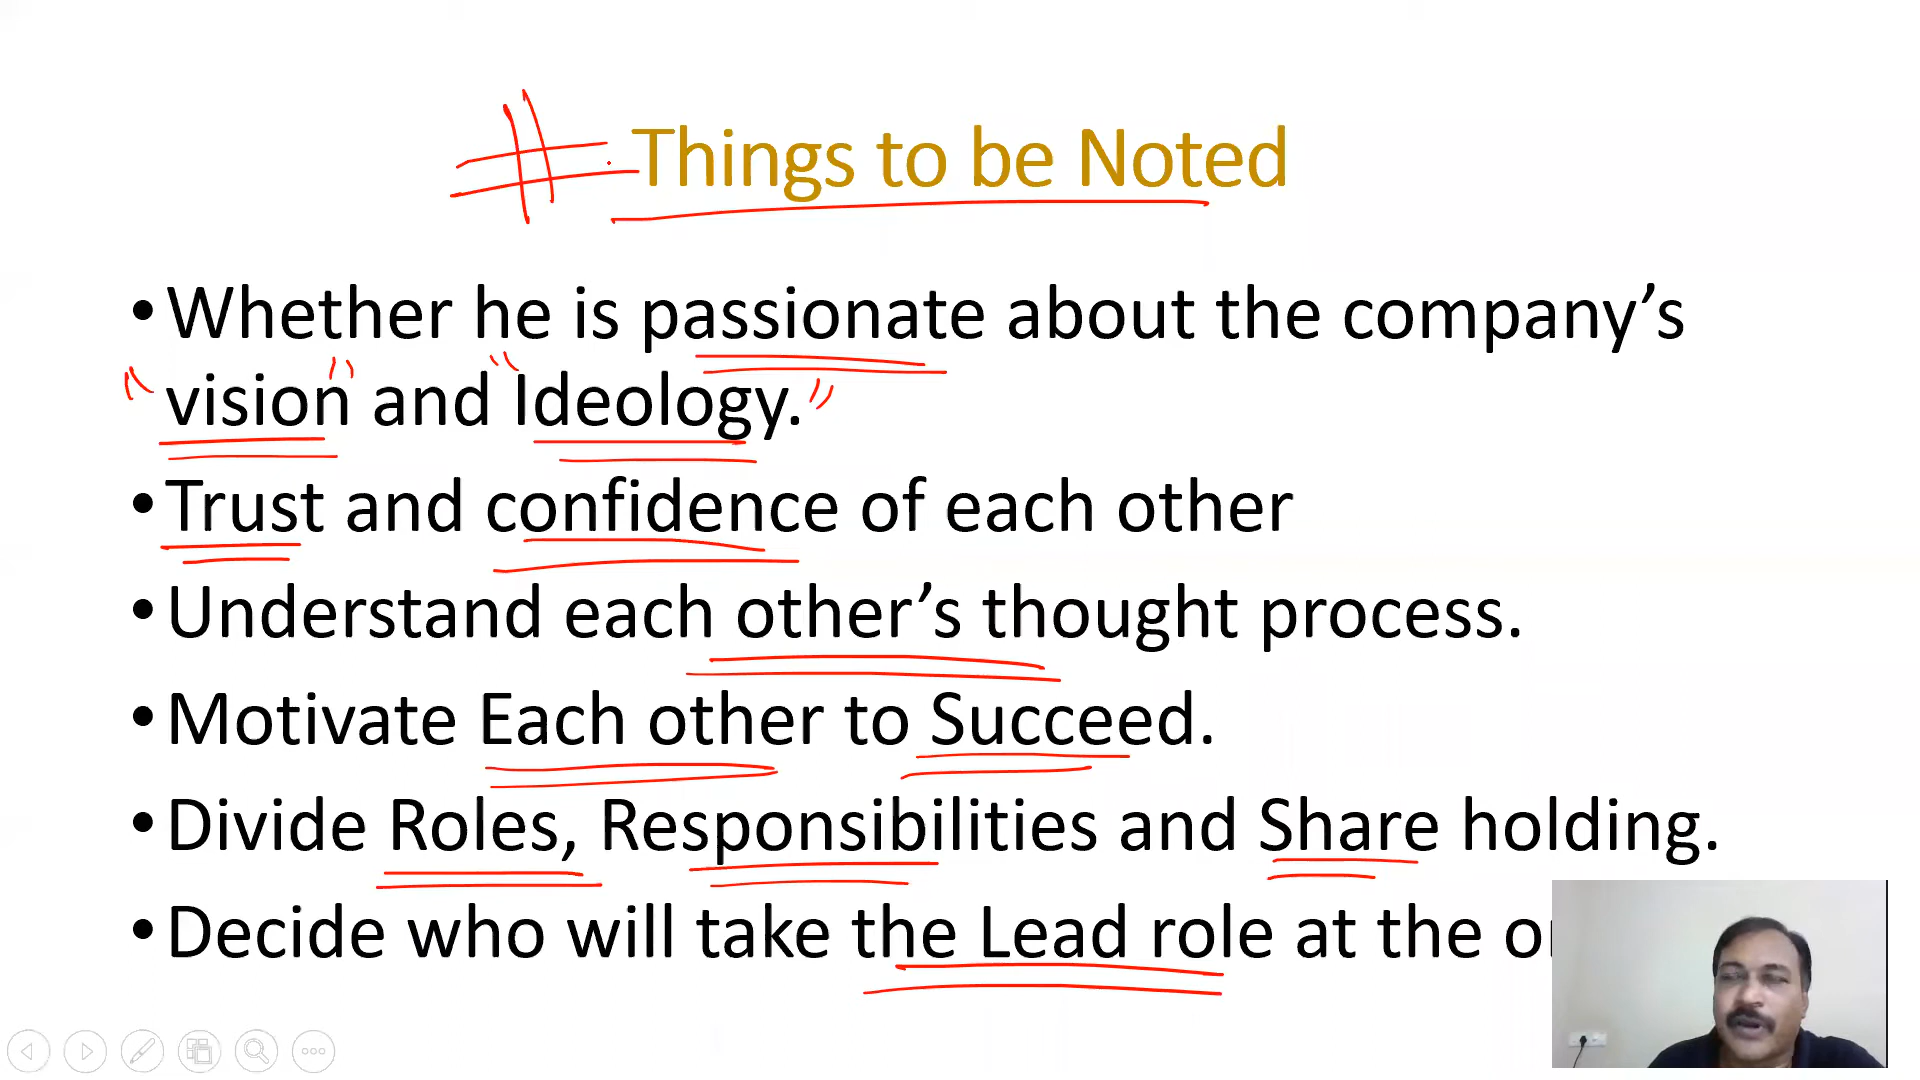 # Things to be Noted
• Whether he is passionate about the company’s
“vision” and “Ideology.”
• Trust and confidence of each other
• Understand each other’s thought process.
• Motivate Each other to Succeed.
• Divide Roles, Responsibilities and Share holding.
• Decide who will take the Lead role at the